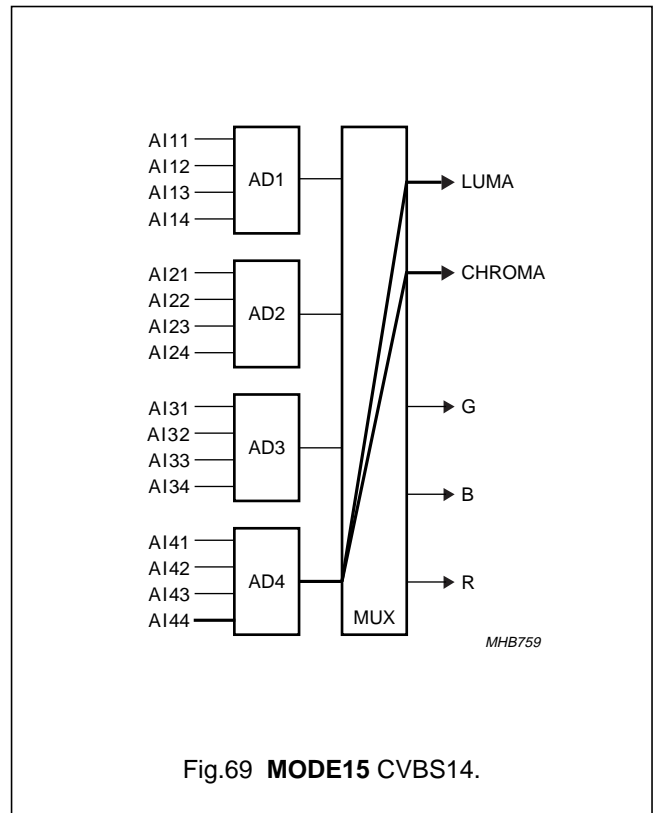 AI11
AI12
AI13
AI14
AD1
AI21
AI22
AI23
AI24
AD2
AI31
AI32
AI33
AI34
AD3
AI41
AI42
AI43
AI44
AD4
MUX
LUMA
CHROMA
G
B
R
MHB759
Fig.69 MODE15 CVBS14.